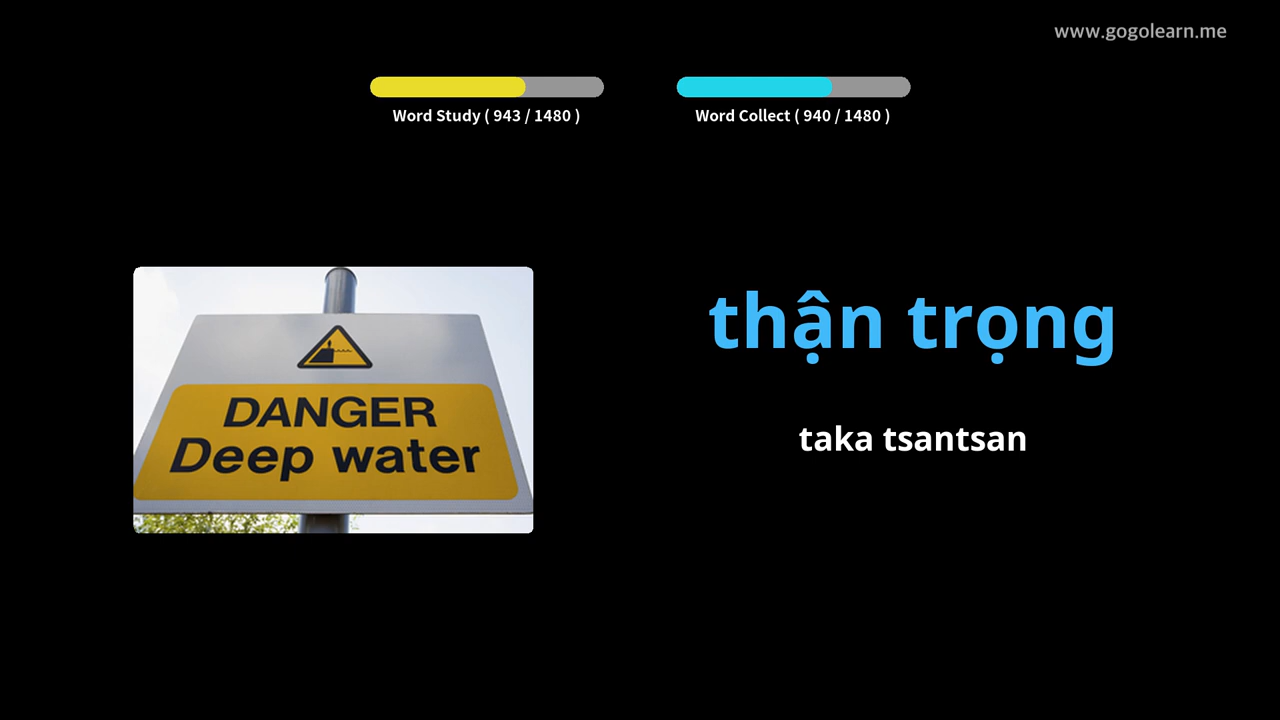 www.gogolearn.me
Word Study ( 943 / 1480 )
Word Collect ( 940 / 1480 )
thận trọng
taka tsantsan
DANGER
Deep water